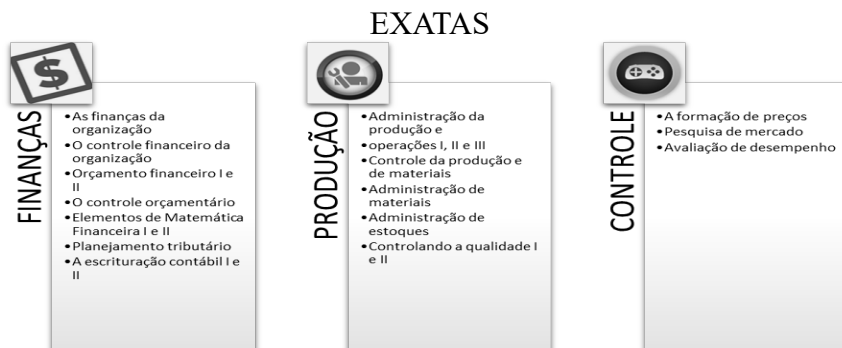 EXATAS
FINANÇAS
•As finanças da
organização
•O controle financeiro da
organização
•Orçamento financeiro I e
II
•O controle orçamentário
•Elementos de Matemática
Financeira I e II
•Planejamento tributário
•A escrituração contábil I e
II
PRODUÇÃO
•Administração da
produção e
•operações I, II e III
•Controle da produção e
de materiais
•Administração de
materiais
•Administração de
estoques
•Controlando a qualidade I
e II
CONTROLE
•A formação de preços
•Pesquisa de mercado
•Avaliação de desempenho